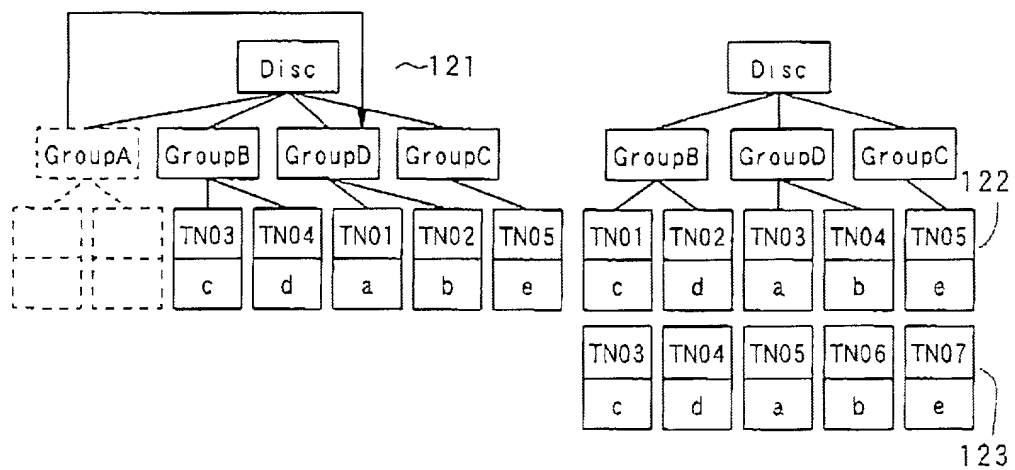 Disc
~121
GroupA GroupB GroupD GroupC
TN03 TN04 TN01 TN02 TN05
c d a b e
Disc
GroupB GroupD GroupC
122
TN01 TN02 TN03 TN04 TN05
c d a b e
TN03 TN04 TN05 TN06 TN07
c d a b e
123